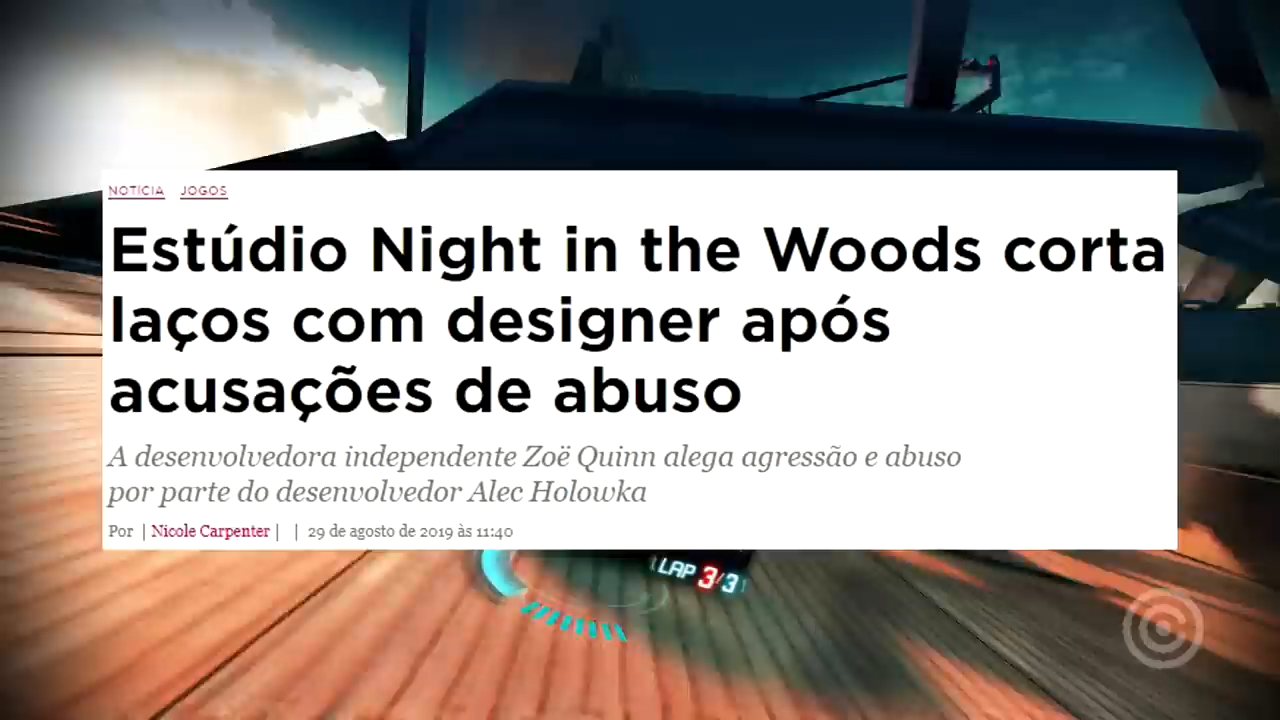 NOTÍCIA JOGOS
Estúdio Night in the Woods corta
laços com designer após
acusações de abuso
A desenvolvedora independente Zoë Quinn alega agressão e abuso
por parte do desenvolvedor Alec Holowka
Por | Nicole Carpenter | | 29 de agosto de 2019 às 11:40
LAP 3/3